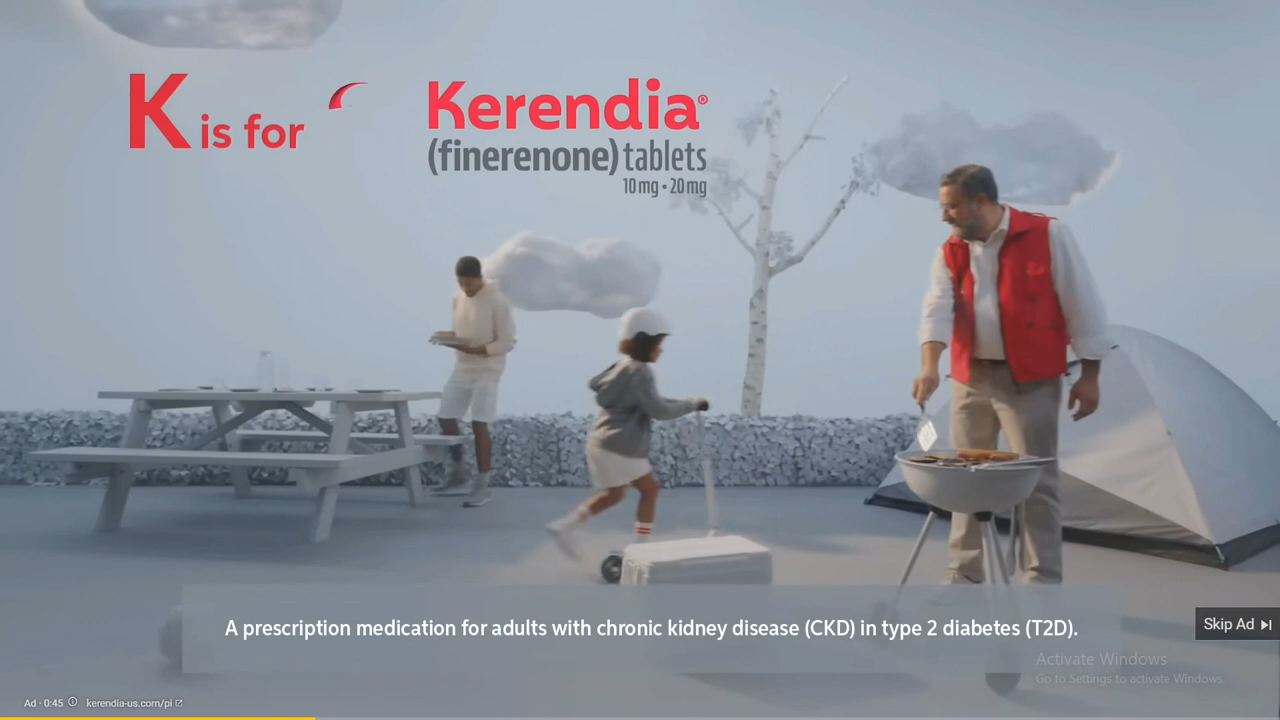 K is for
Kerendia®
(finerenone) tablets
10 mg • 20 mg
A prescription medication for adults with chronic kidney disease (CKD) in type 2 diabetes (T2D).
Skip Ad
Activate Windows
Go to Settings to activate Windows.
Ad · 0:45 kerendia-us.com/pi